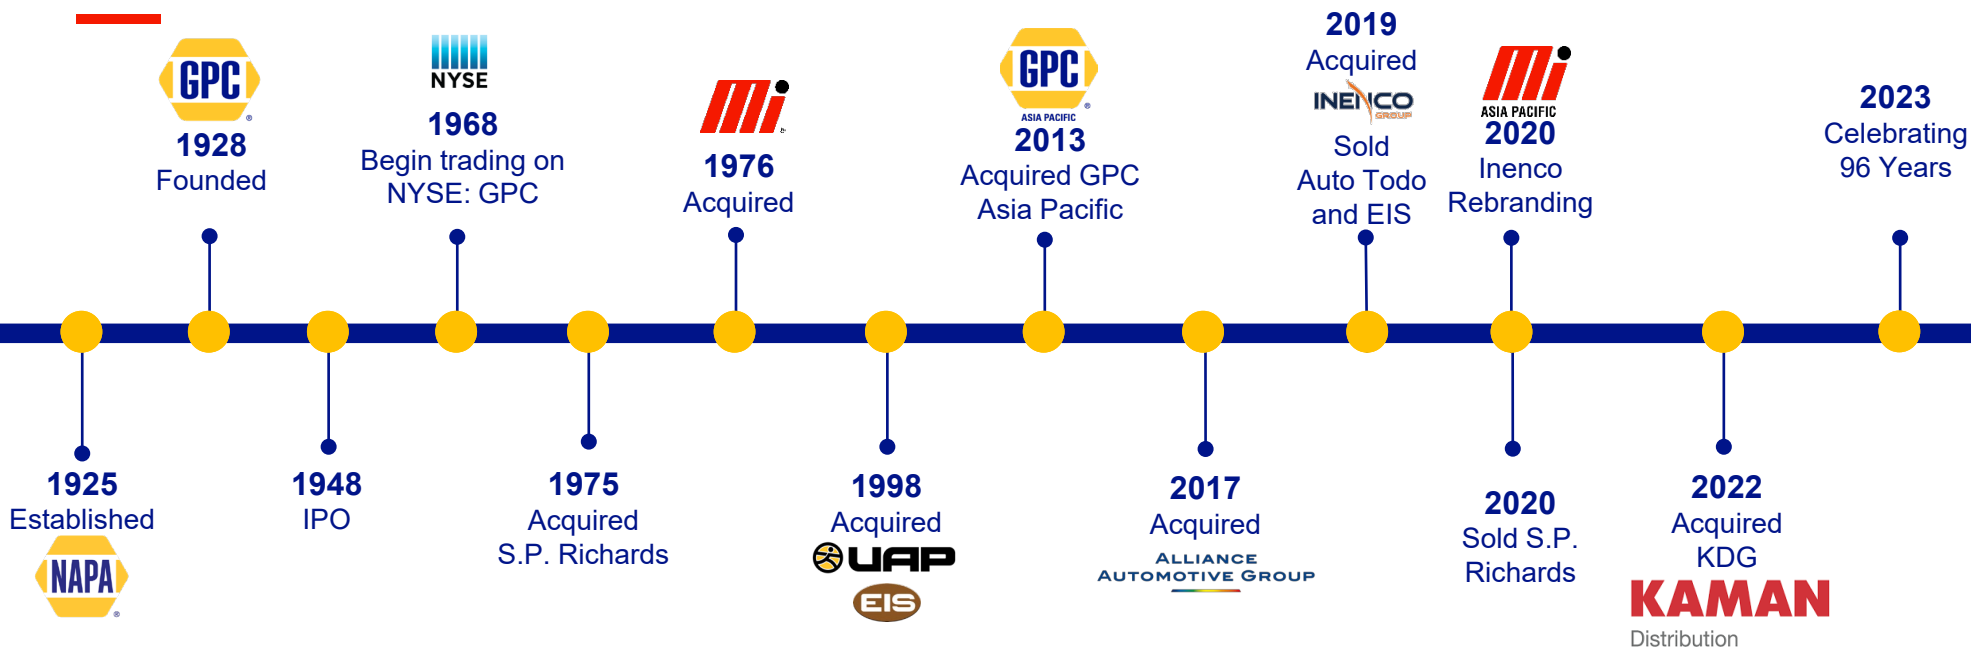 1925
Established
NAPA
GPC
1928
Founded
1948
IPO
NYSE
1968
Begin trading on
NYSE: GPC
1975
Acquired
S.P. Richards
Mi
1976
Acquired
1998
Acquired
UAP
EIS
GPC
ASIA PACIFIC
2013
Acquired GPC
Asia Pacific
2017
Acquired
ALLIANCE
AUTOMOTIVE GROUP
2019
Acquired
INENCO
GROUP
Sold
Auto Todo
and EIS
Mi
ASIA PACIFIC
2020
Inenco
Rebranding
2020
Sold S.P.
Richards
2022
Acquired
KDG
KAMAN
Distribution
2023
Celebrating
96 Years